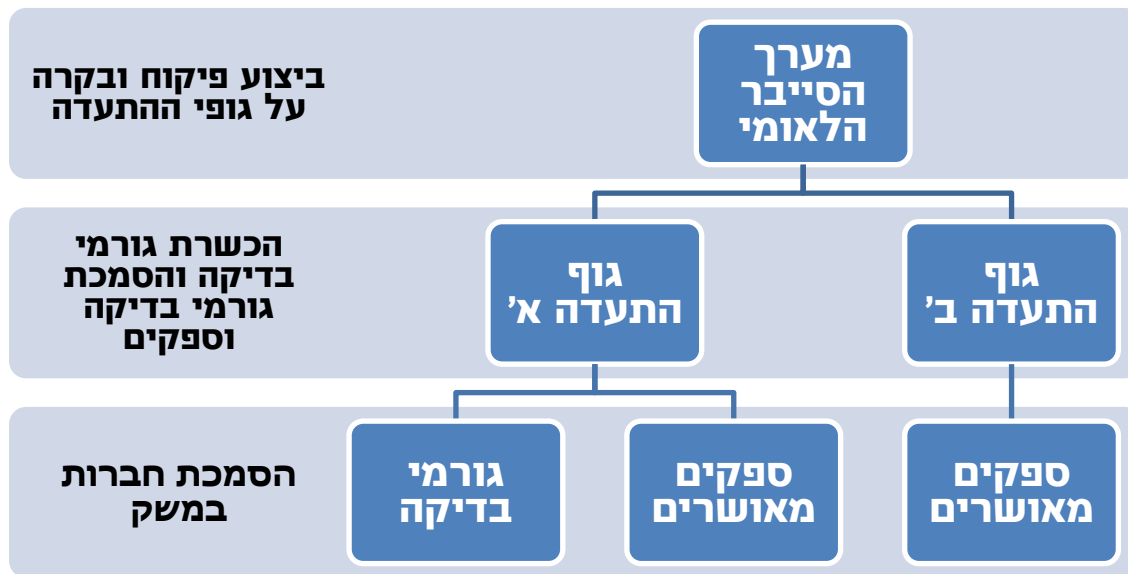 ביצוע פיקוח ובקרה
על גופי ההתעדה
מערך
הסייבר
הלאומי
הכשרת גורמי
בדיקה והסמכת
גורמי בדיקה
וספקים
גוף
התעדה ב'
גוף
התעדה א'
הסמכת חברות
במשק
ספקים
מאושרים
ספקים
מאושרים
גורמי
בדיקה